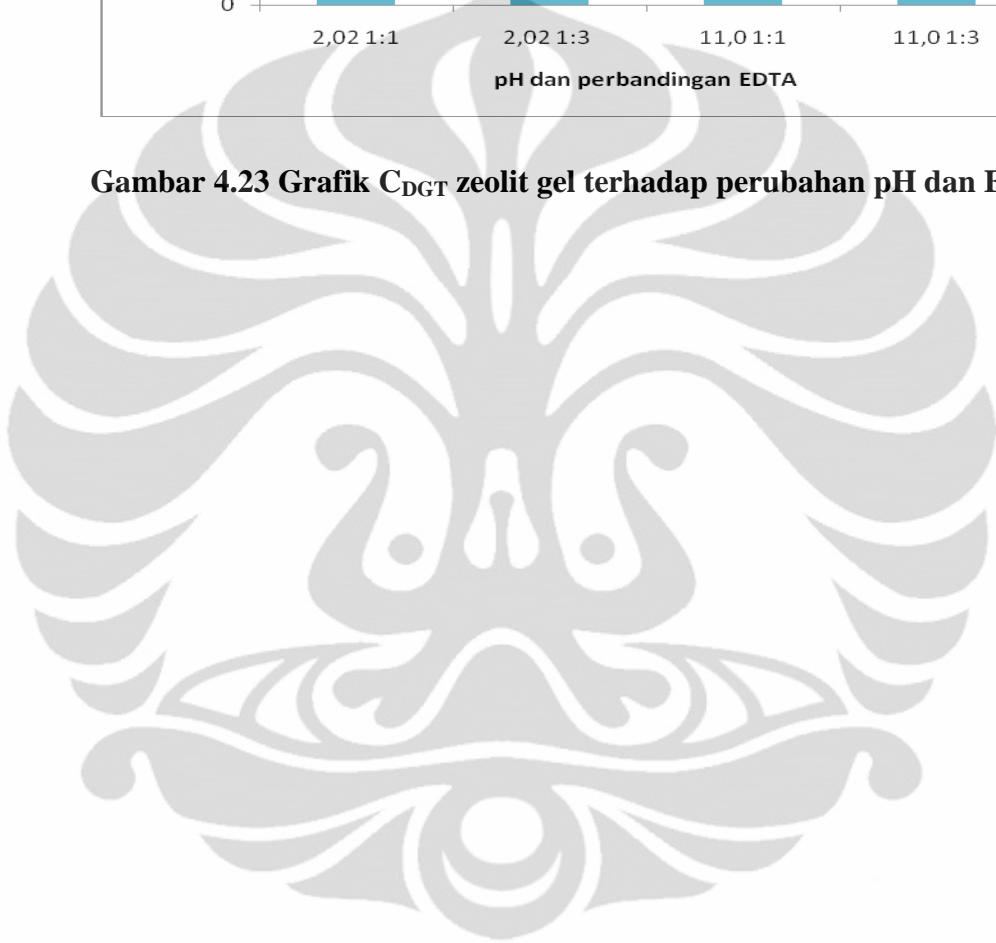 0
2,02 1:1 2,02 1:3 11,0 1:1 11,0 1:3
pH dan perbandingan EDTA
Gambar 4.23 Grafik C_DGT zeolit gel terhadap perubahan pH dan